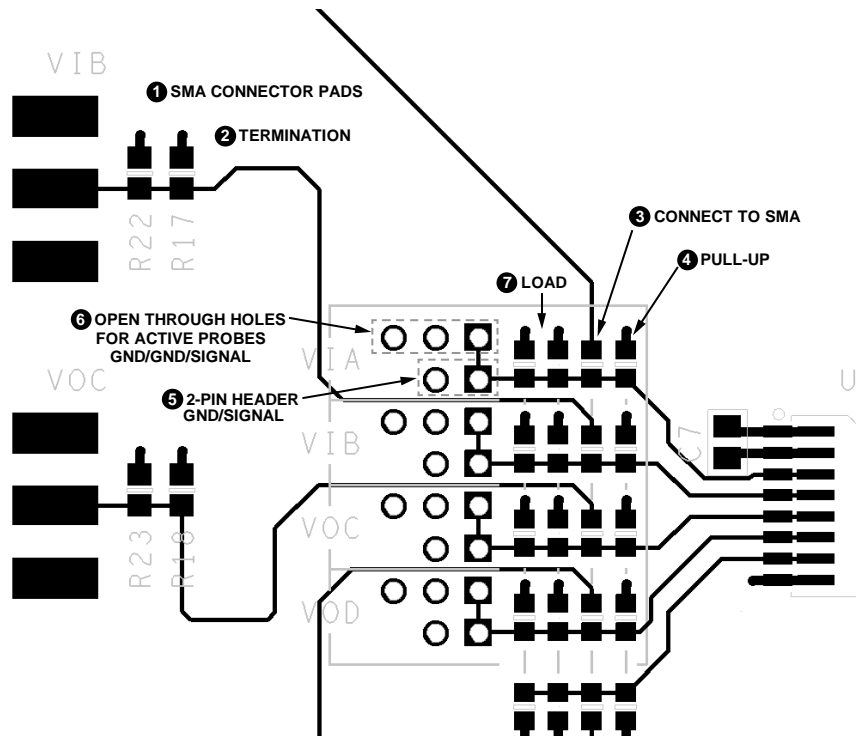 VIB
1 SMA CONNECTOR PADS
2 TERMINATION
R22
R17
3 CONNECT TO SMA
4 PULL-UP
7 LOAD
6 OPEN THROUGH HOLES
FOR ACTIVE PROBES
GND/GND/SIGNAL
VIA
5 2-PIN HEADER
GND/SIGNAL
VOC
U
C7
VIB
R23
R18
VOC
VOD